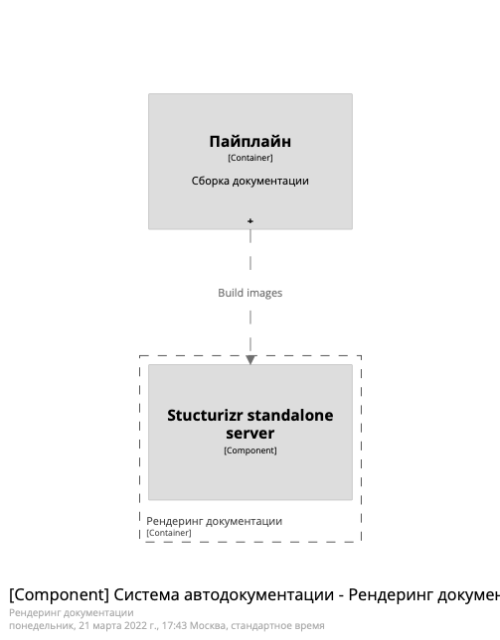 Пайплайн
[Container]
Сборка документации
+
Build images
Stucturizr standalone
server
[Component]
Рендеринг документации
[Container]
[Component] Система автодокументации - Рендеринг докумен
Рендеринг документации
понедельник, 21 марта 2022 г., 17:43 Москва, стандартное время